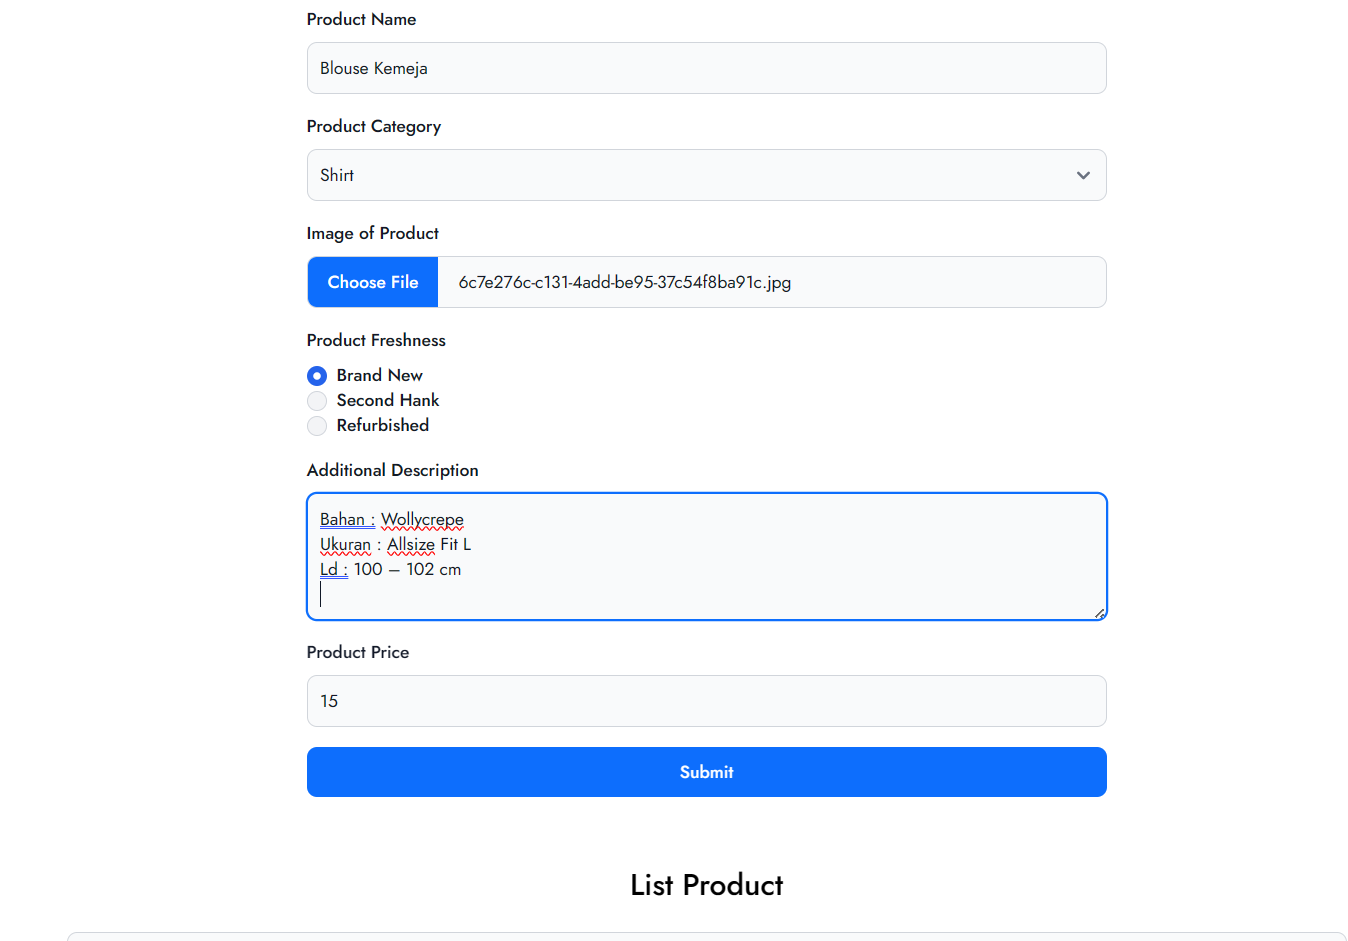 Product Name
Blouse Kemeja
Product Category
Shirt
Image of Product
Choose File 6c7e276c-c131-4add-be95-37c54f8ba91c.jpg
Product Freshness
Brand New
Second Hank
Refurbished
Additional Description
Bahan : Wollycrepe
Ukuran : Allsize Fit L
Ld : 100 – 102 cm
Product Price
15
Submit
List Product